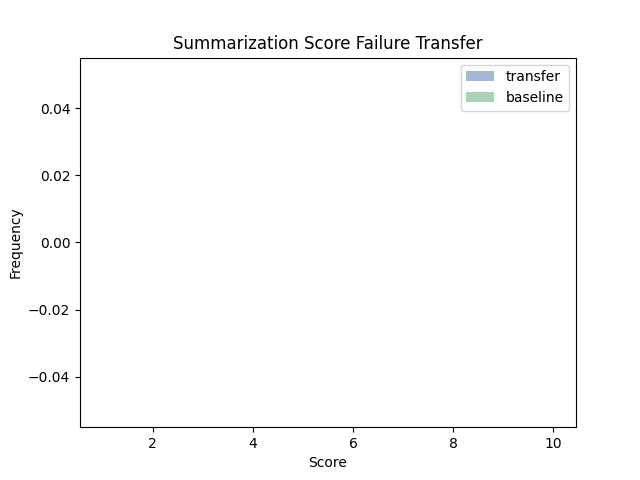 Summarization Score Failure Transfer
transfer
baseline
0.04
0.02
0.00
−0.02
−0.04
Frequency
2 4 6 8 10
Score